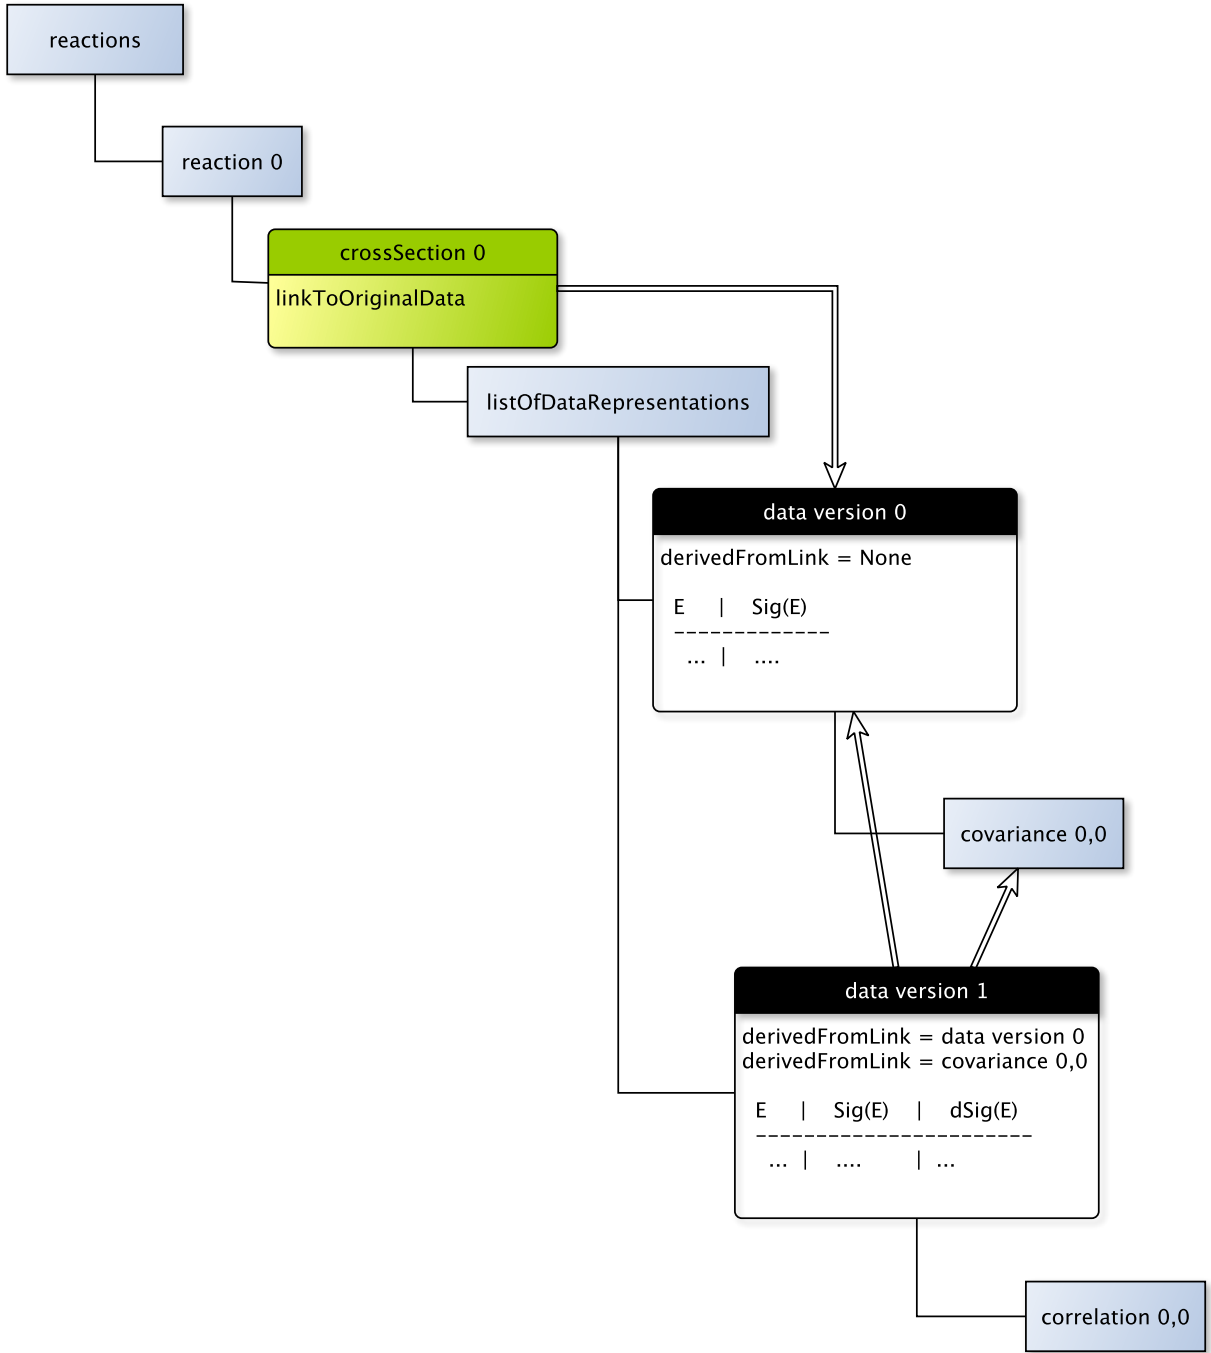 reactions
reaction 0
crossSection 0
linkToOriginalData
listOfDataRepresentations
data version 0
derivedFromLink = None
E | Sig(E)
-------------
... | ....
covariance 0,0
data version 1
derivedFromLink = data version 0
derivedFromLink = covariance 0,0
E | Sig(E) | dSig(E)
-----------------------
... | .... | ...
correlation 0,0